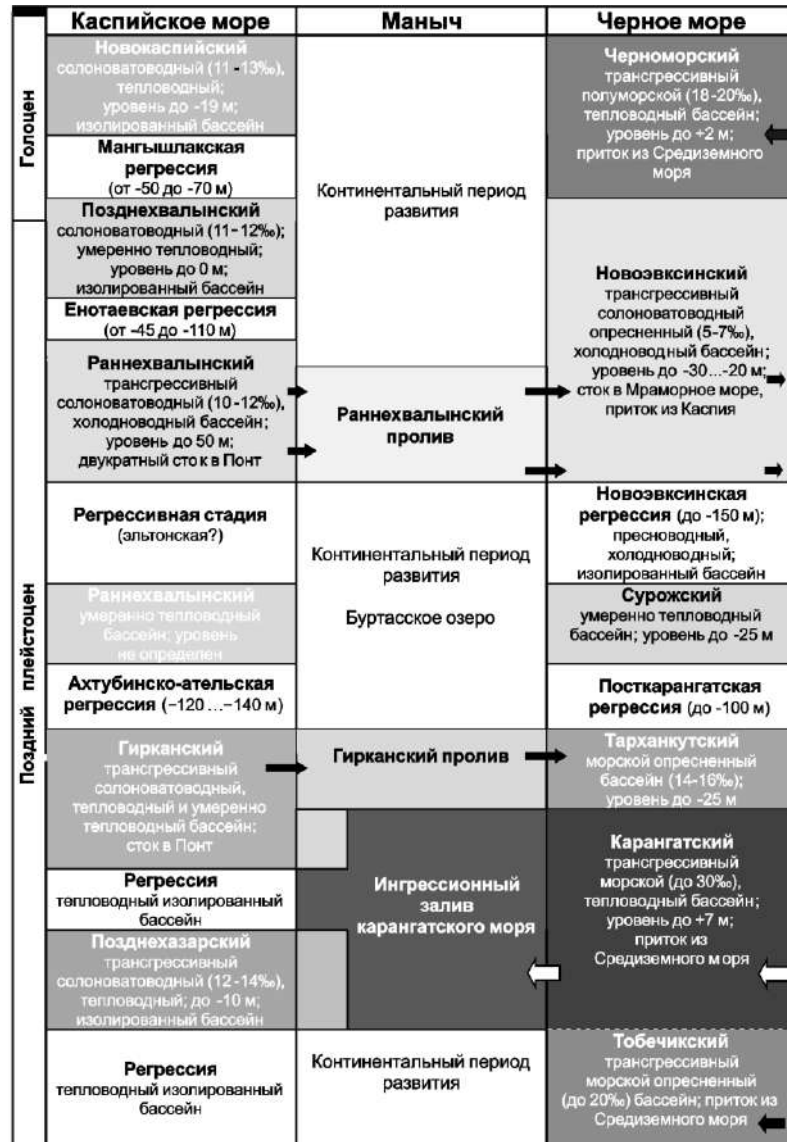 Каспийское море
Маныч
Черное море
Голоцен
Поздний плейстоцен
Новокаспийский
солоноватоводный (11 -13‰),
тепловодный;
уровень до -19 м;
изолированный бассейн
Мангышлакская
регрессия
(от -50 до -70 м)
Позднехвалынский
солоноватоводный (11-12‰);
умеренно тепловодный;
уровень до 0 м;
изолированный бассейн
Енотаевская регрессия
(от -45 до -110 м)
Раннехвалынский
трансгрессивный
солоноватоводный (10 -12‰),
холодноводный бассейн;
уровень до 50 м;
двукратный сток в Понт
Регрессивная стадия
(эльтонская?)
Раннехвалынский
умеренно тепловодный
бассейн; уровень
не определен
Ахтубинско-ательская
регрессия (−120 ...−140 м)
Гирканский
трансгрессивный
солоноватоводный,
тепловодный и умеренно
тепловодный бассейн;
сток в Понт
Регрессия
тепловодный изолированный
бассейн
Позднехазарский
трансгрессивный
солоноватоводный (12 -14‰),
тепловодный; до -10 м;
изолированный бассейн
Регрессия
тепловодный изолированный
бассейн
Континентальный период
развития
Раннехвалынский
пролив
Континентальный период
развития
Буртасское озеро
Гирканский пролив
Ингрессионный
залив
карангатского моря
Континентальный период
развития
Черноморский
трансгрессивный
полуморской (18-20‰),
тепловодный бассейн;
уровень до +2 м;
приток из Средиземного
моря
Новоэвксинский
трансгрессивный
солоноватоводный
опресненный (5-7‰),
холодноводный бассейн;
уровень до -30...-20 м;
сток в Мраморное море,
приток из Каспия
Новоэвксинская
регрессия (до -150 м);
пресноводный,
холодноводный;
изолированный бассейн
Сурожский
умеренно тепловодный
бассейн; уровень до -25 м
Посткарангатская
регрессия (до -100 м)
Тарханкутский
морской опресненный
бассейн (14-16‰);
уровень до -25 м
Карангатский
трансгрессивный
морской (до 30‰),
тепловодный бассейн;
уровень до +7 м;
приток из
Средиземного моря
Тобечикский
трансгрессивный
морской опресненный
(до 20‰) бассейн; приток из
Средиземного моря